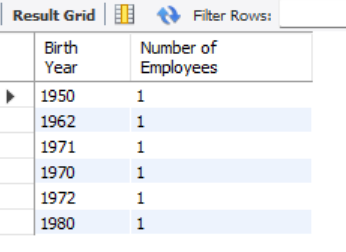 Result Grid Filter Rows:
Birth Number of
Year Employees
1950 1
1962 1
1971 1
1970 1
1972 1
1980 1